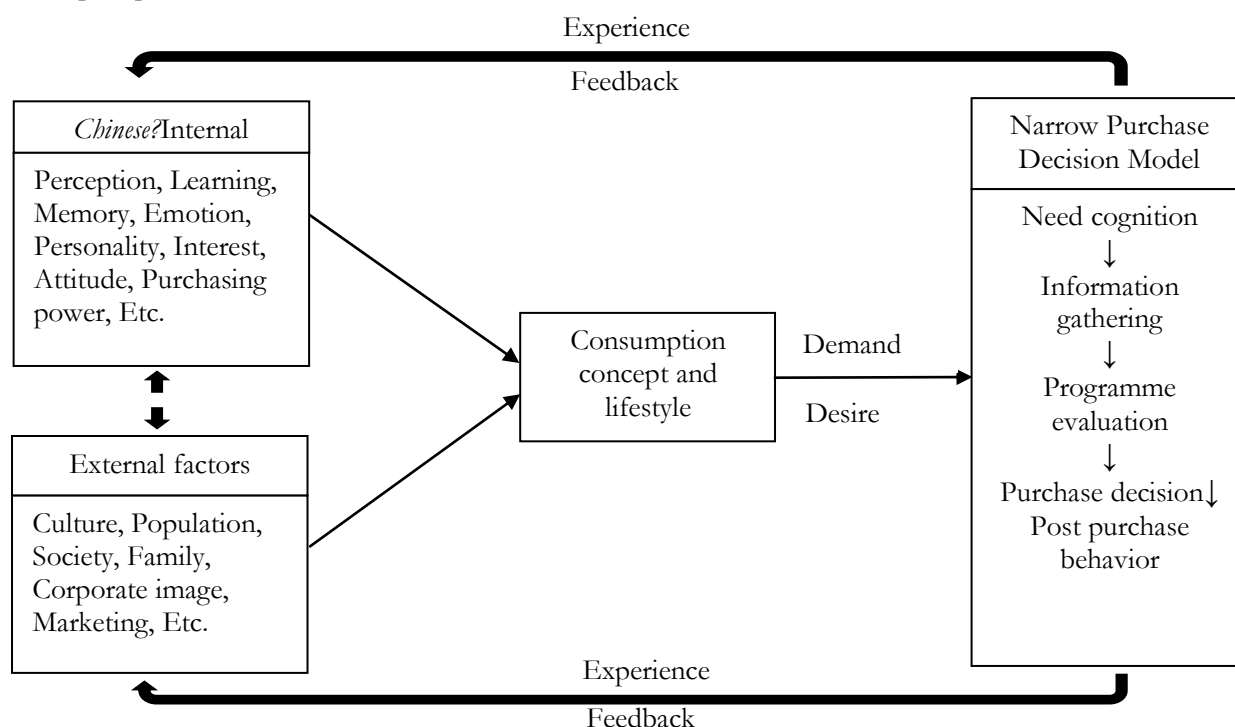 Experience
Feedback
Chinese?Internal
Perception, Learning,
Memory, Emotion,
Personality, Interest,
Attitude, Purchasing
power, Etc.
External factors
Culture, Population,
Society, Family,
Corporate image,
Marketing, Etc.
Consumption
concept and
lifestyle
Demand
Desire
Narrow Purchase
Decision Model
Need cognition
↓
Information
gathering
↓
Programme
evaluation
↓
Purchase decision↓
Post purchase
behavior
Experience
Feedback